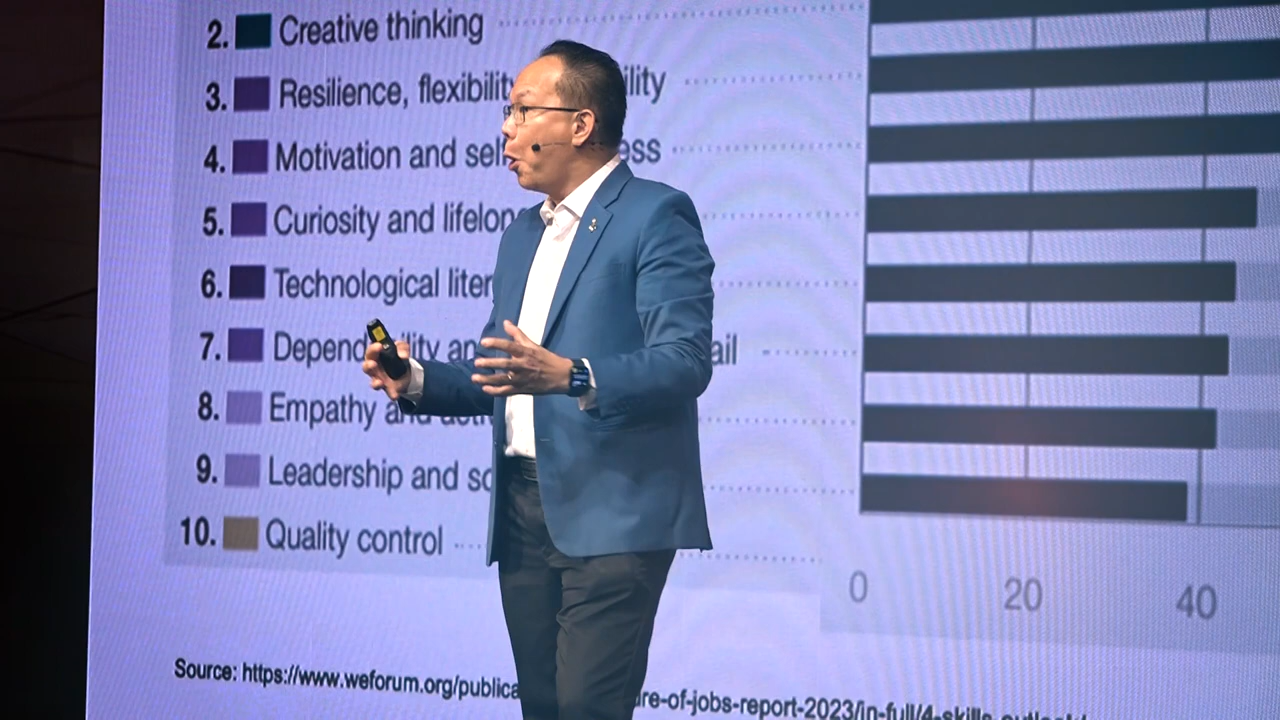 2. Creative thinking
3. Resilience, flexibility ility
4. Motivation and sel ess
5. Curiosity and lifelon
6. Technological liter
7. Depend ility an ail
8. Empathy and acti
9. Leadership and so
10. Quality control
0 20 40
Source: https://www.weforum.org/publica re-of-jobs-report-2023/in-full/4-skills-outlook/